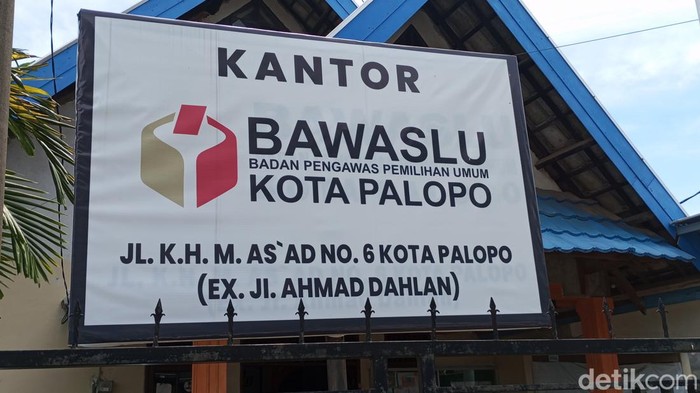 KANTOR
BAWASLU
BADAN PENGAWAS PEMILIHAN UMUM
KOTA PALOPO
JL. K.H. M. AS`AD NO. 6 KOTA PALOPO
(EX. Jl. AHMAD DAHLAN)
detikcom